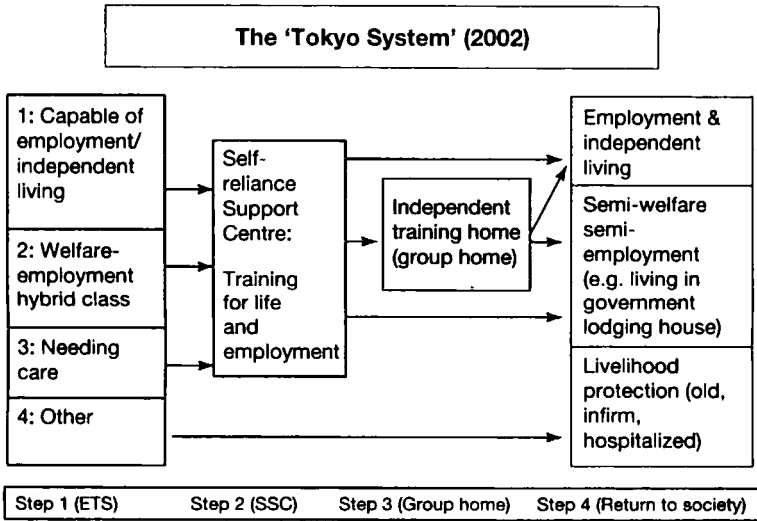 The ‘Tokyo System’ (2002)
1: Capable of
employment/
independent
living
2: Welfare-
employment
hybrid class
3: Needing
care
4: Other
Self-
reliance
Support
Centre:
Training
for life
and
employment
Independent
training home
(group home)
Employment &
independent
living
Semi-welfare
semi-
employment
(e.g. living in
government
lodging house)
Livelihood
protection (old,
infirm,
hospitalized)
Step 1 (ETS)
Step 2 (SSC)
Step 3 (Group home)
Step 4 (Return to society)